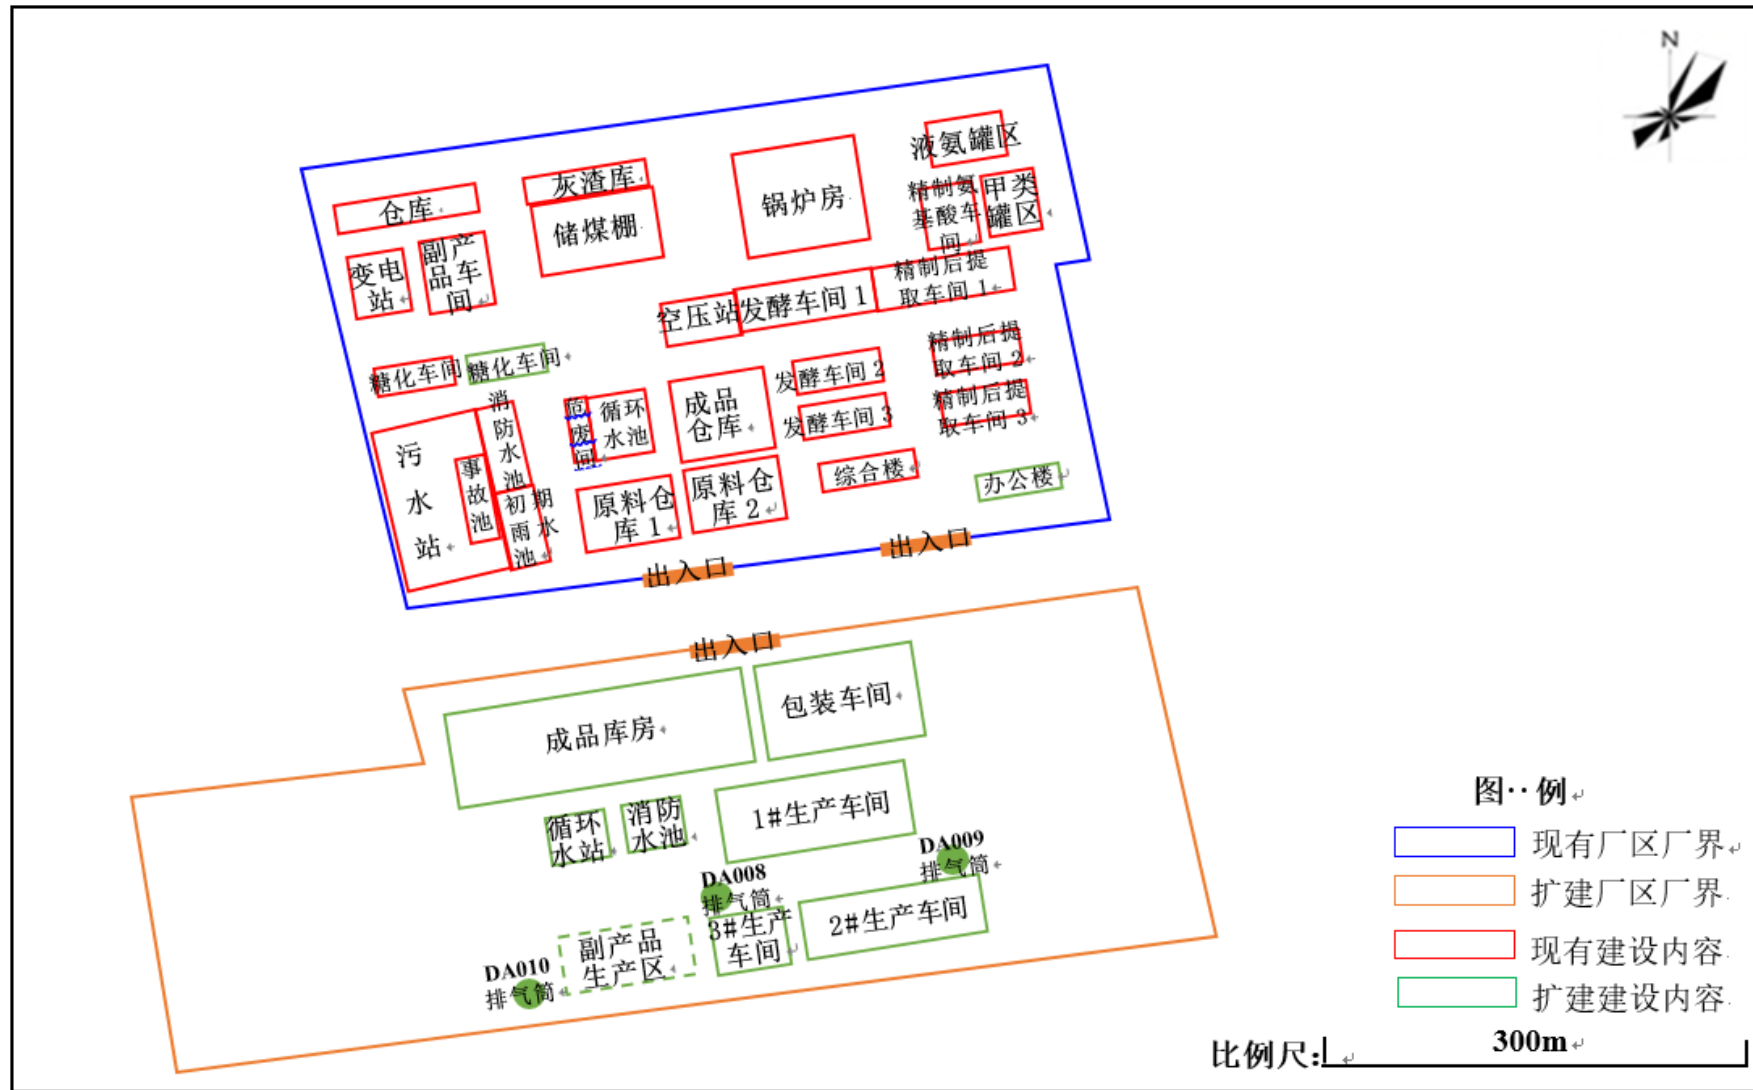 N
液氨罐区
灰渣库
锅炉房
精制氨
基酸车
间
甲类
罐区
仓库
储煤棚
副产
品车
间
变电
站
精制后提
取车间 1
空压站
发酵车间 1
精制后提
取车间 2
糖化车间
糖化车间
发酵车间 2
精制后提
取车间 3
消
防
水
池
危
废
间
循环
水池
成品
仓库
发酵车间 3
污
水
站
事
故
池
初期
雨水
池
原料仓
库 1
原料仓
库 2
综合楼
办公楼
出入口
出入口
出入口
成品库房
包装车间
循环
水站
消防
水池
1#生产车间
DA009
排气筒
DA008
排气筒
3#生产
车间
2#生产车间
副产品
生产区
DA010
排气筒
图··例
现有厂区厂界
扩建厂区厂界
现有建设内容
扩建建设内容
比例尺:
300m